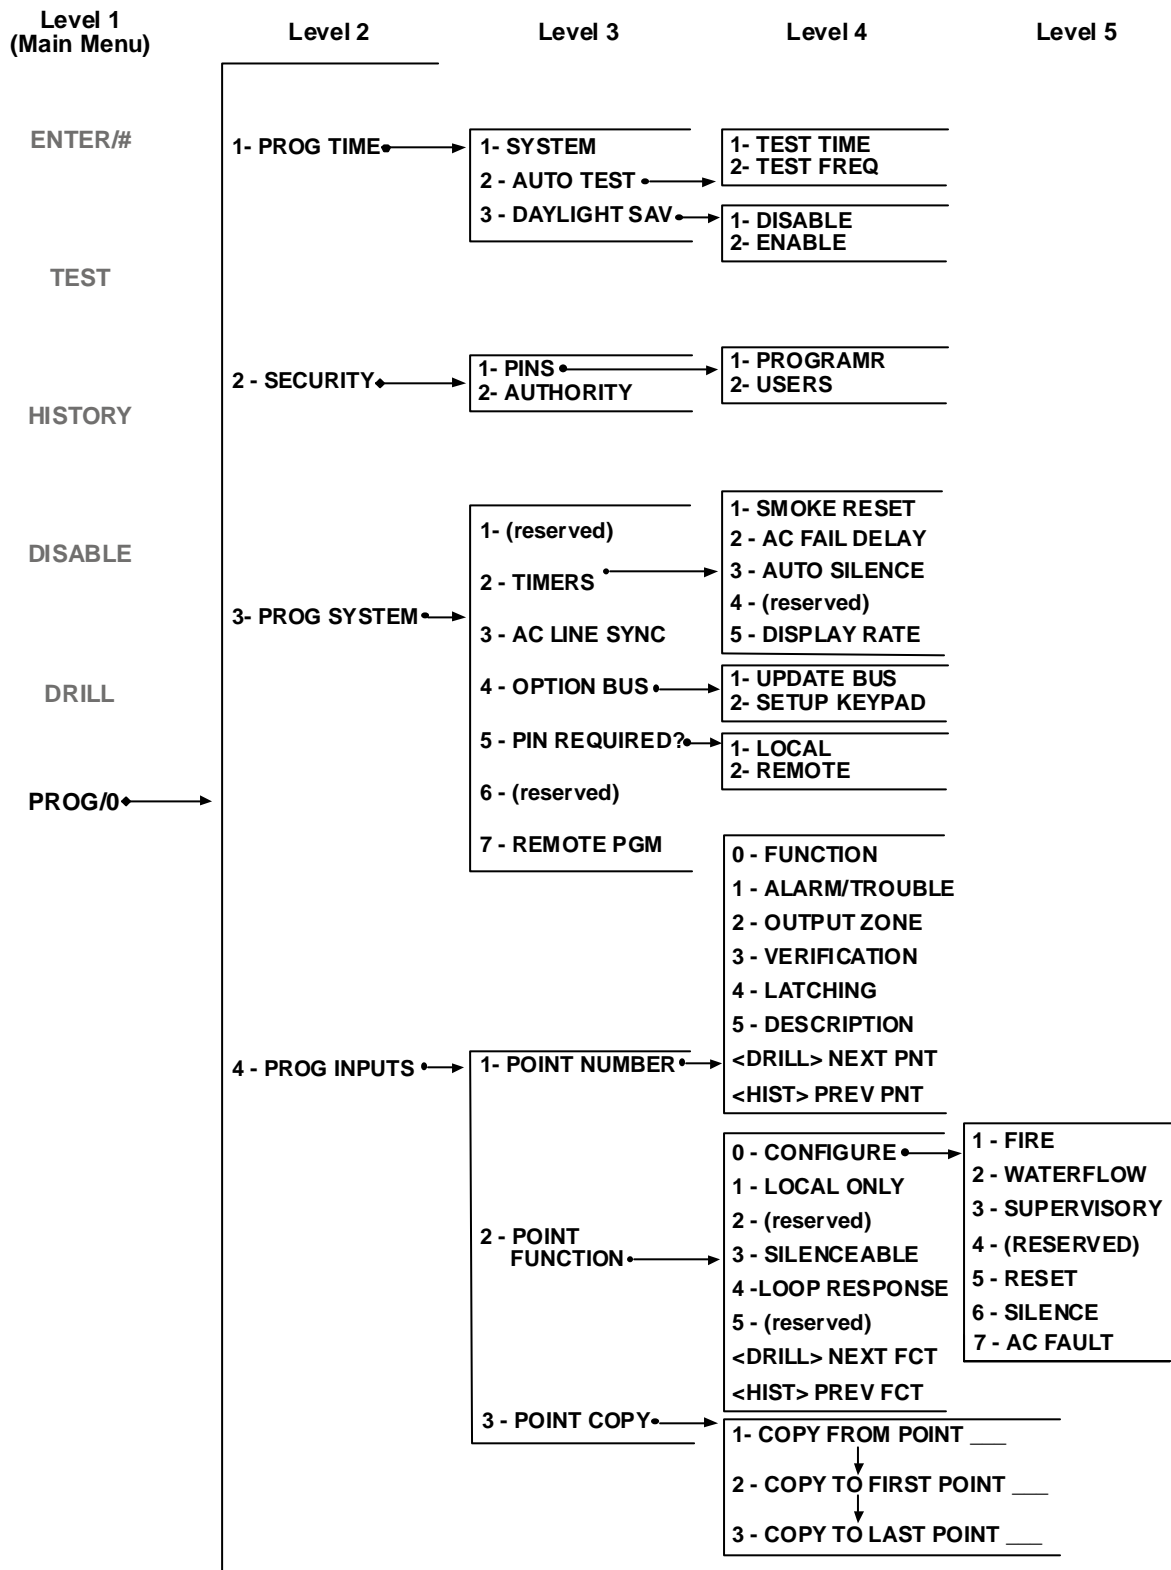 Level 1
(Main Menu)
Level 2
Level 3
Level 4
Level 5
ENTER/#
TEST
HISTORY
DISABLE
DRILL
PROG/0
1- PROG TIME
1- SYSTEM
2 - AUTO TEST
3 - DAYLIGHT SAV
1- TEST TIME
2- TEST FREQ
1- DISABLE
2- ENABLE
2 - SECURITY
1- PINS
2- AUTHORITY
1- PROGRAMR
2- USERS
3- PROG SYSTEM
1- (reserved)
2 - TIMERS
3 - AC LINE SYNC
4 - OPTION BUS
5 - PIN REQUIRED?
6 - (reserved)
7 - REMOTE PGM
1- SMOKE RESET
2 - AC FAIL DELAY
3 - AUTO SILENCE
4 - (reserved)
5 - DISPLAY RATE
1- UPDATE BUS
2- SETUP KEYPAD
1- LOCAL
2- REMOTE
4 - PROG INPUTS
1- POINT NUMBER
2 - POINT
FUNCTION
3 - POINT COPY
0 - FUNCTION
1 - ALARM/TROUBLE
2 - OUTPUT ZONE
3 - VERIFICATION
4 - LATCHING
5 - DESCRIPTION
<DRILL> NEXT PNT
<HIST> PREV PNT
0 - CONFIGURE
1 - LOCAL ONLY
2 - (reserved)
3 - SILENCEABLE
4 -LOOP RESPONSE
5 - (reserved)
<DRILL> NEXT FCT
<HIST> PREV FCT
1 - FIRE
2 - WATERFLOW
3 - SUPERVISORY
4 - (RESERVED)
5 - RESET
6 - SILENCE
7 - AC FAULT
1- COPY FROM POINT ___
2 - COPY TO FIRST POINT ___
3 - COPY TO LAST POINT ___